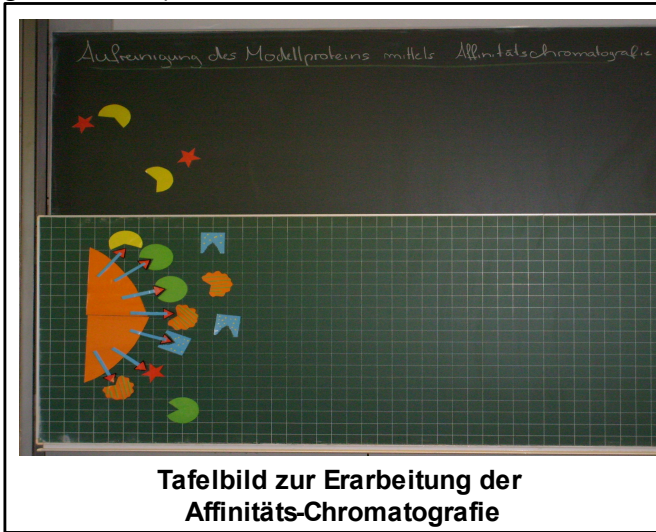 Aufreinigung des Modellproteins mittels Affinitätschromatografie
Tafelbild zur Erarbeitung der
Affinitäts-Chromatografie